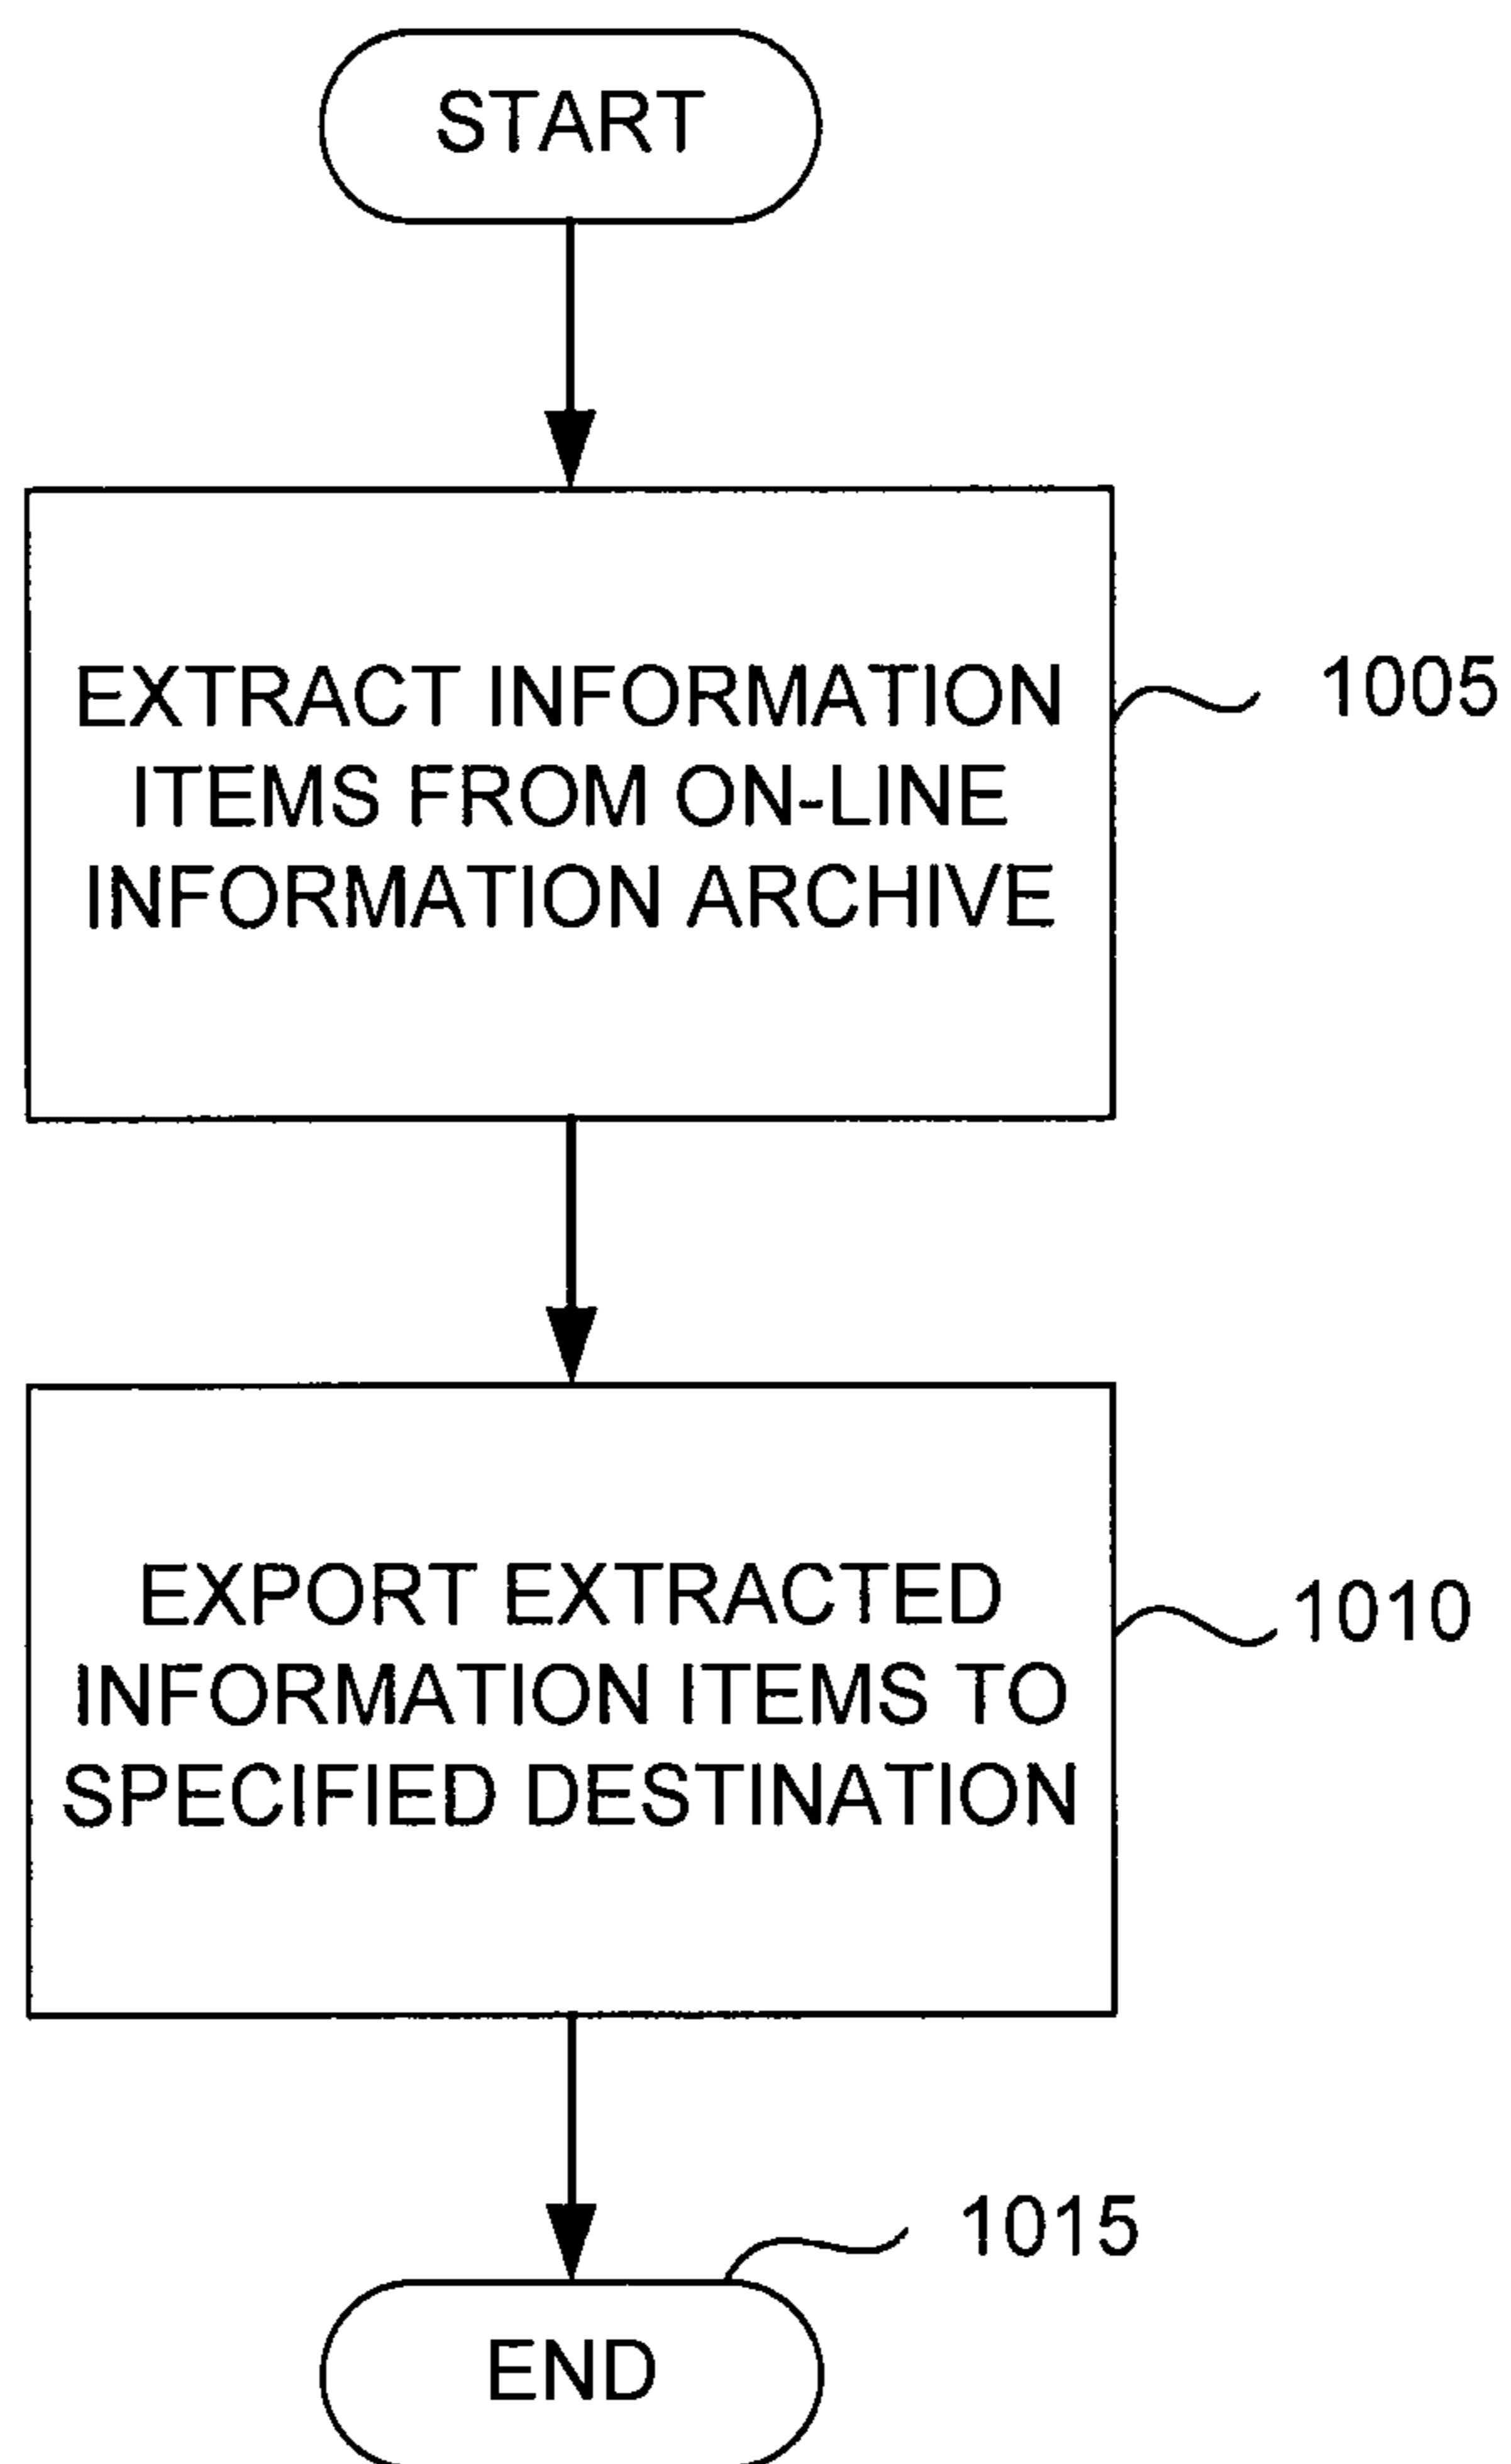 START
EXTRACT INFORMATION
ITEMS FROM ON-LINE
INFORMATION ARCHIVE
1005
EXPORT EXTRACTED
INFORMATION ITEMS TO
SPECIFIED DESTINATION
1010
1015
END